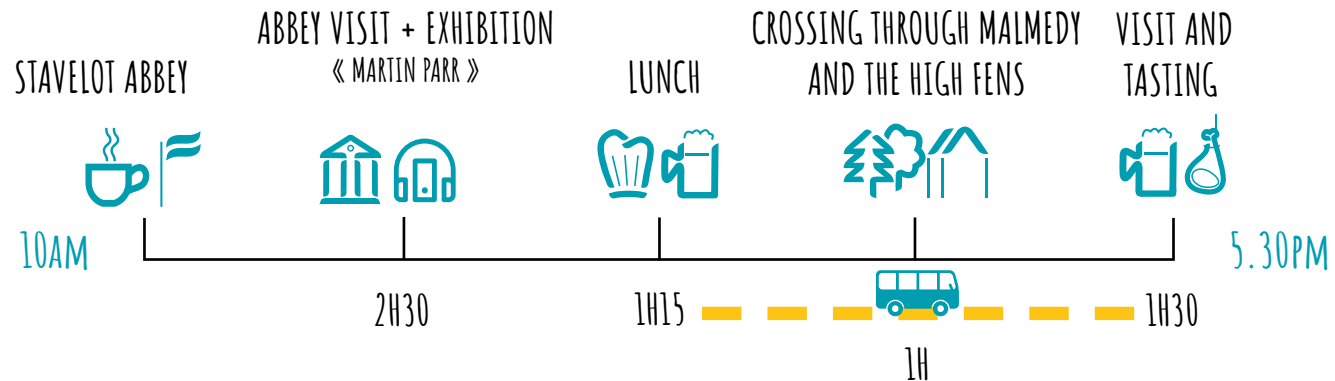 STAVELOT ABBEY
ABBEY VISIT + EXHIBITION
« MARTIN PARR »
LUNCH
CROSSING THROUGH MALMEDY
AND THE HIGH FENS
VISIT AND
TASTING
10AM
5.30PM
2H30
1H15
1H
1H30